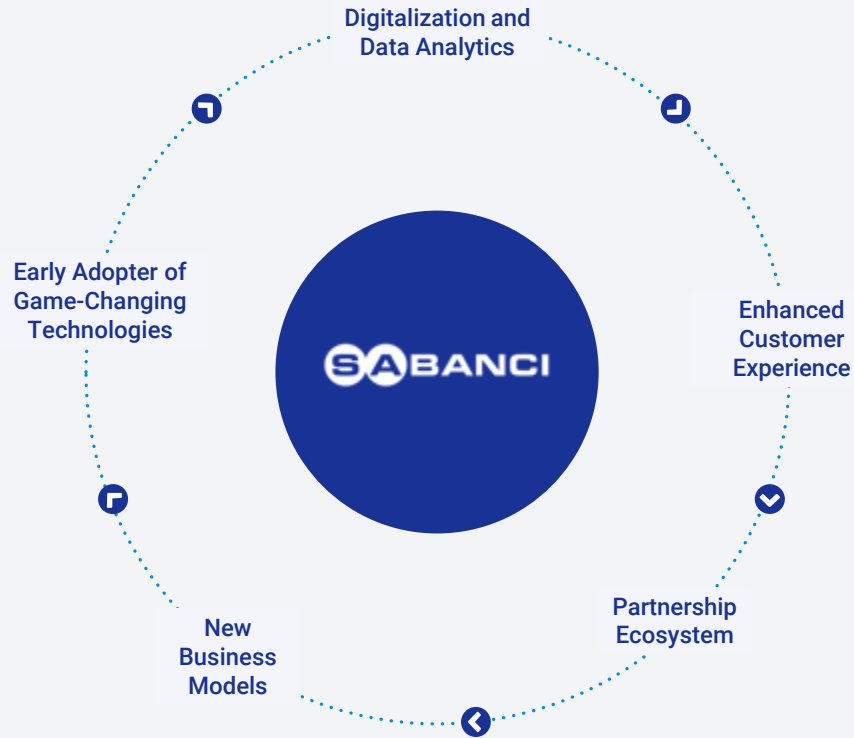 Digitalization and
Data Analytics
Early Adopter of
Game-Changing
Technologies
Enhanced
Customer
Experience
SABANCI
Partnership
Ecosystem
New
Business
Models